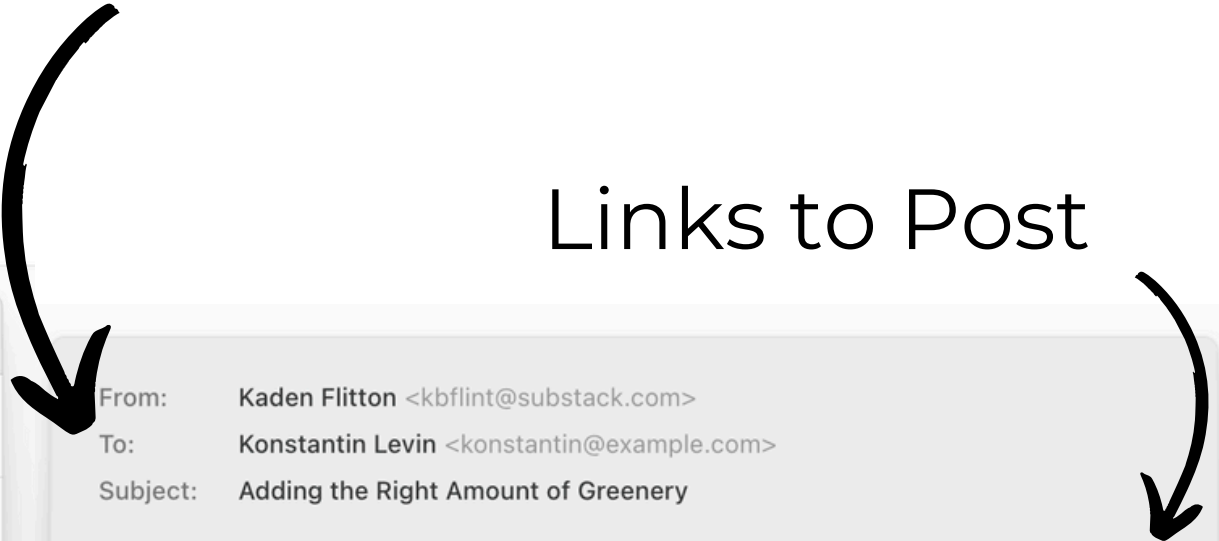 Links to Post
From: Kaden Flitton <kbflint@substack.com>
To: Konstantin Levin <konstantin@example.com>
Subject: Adding the Right Amount of Greenery